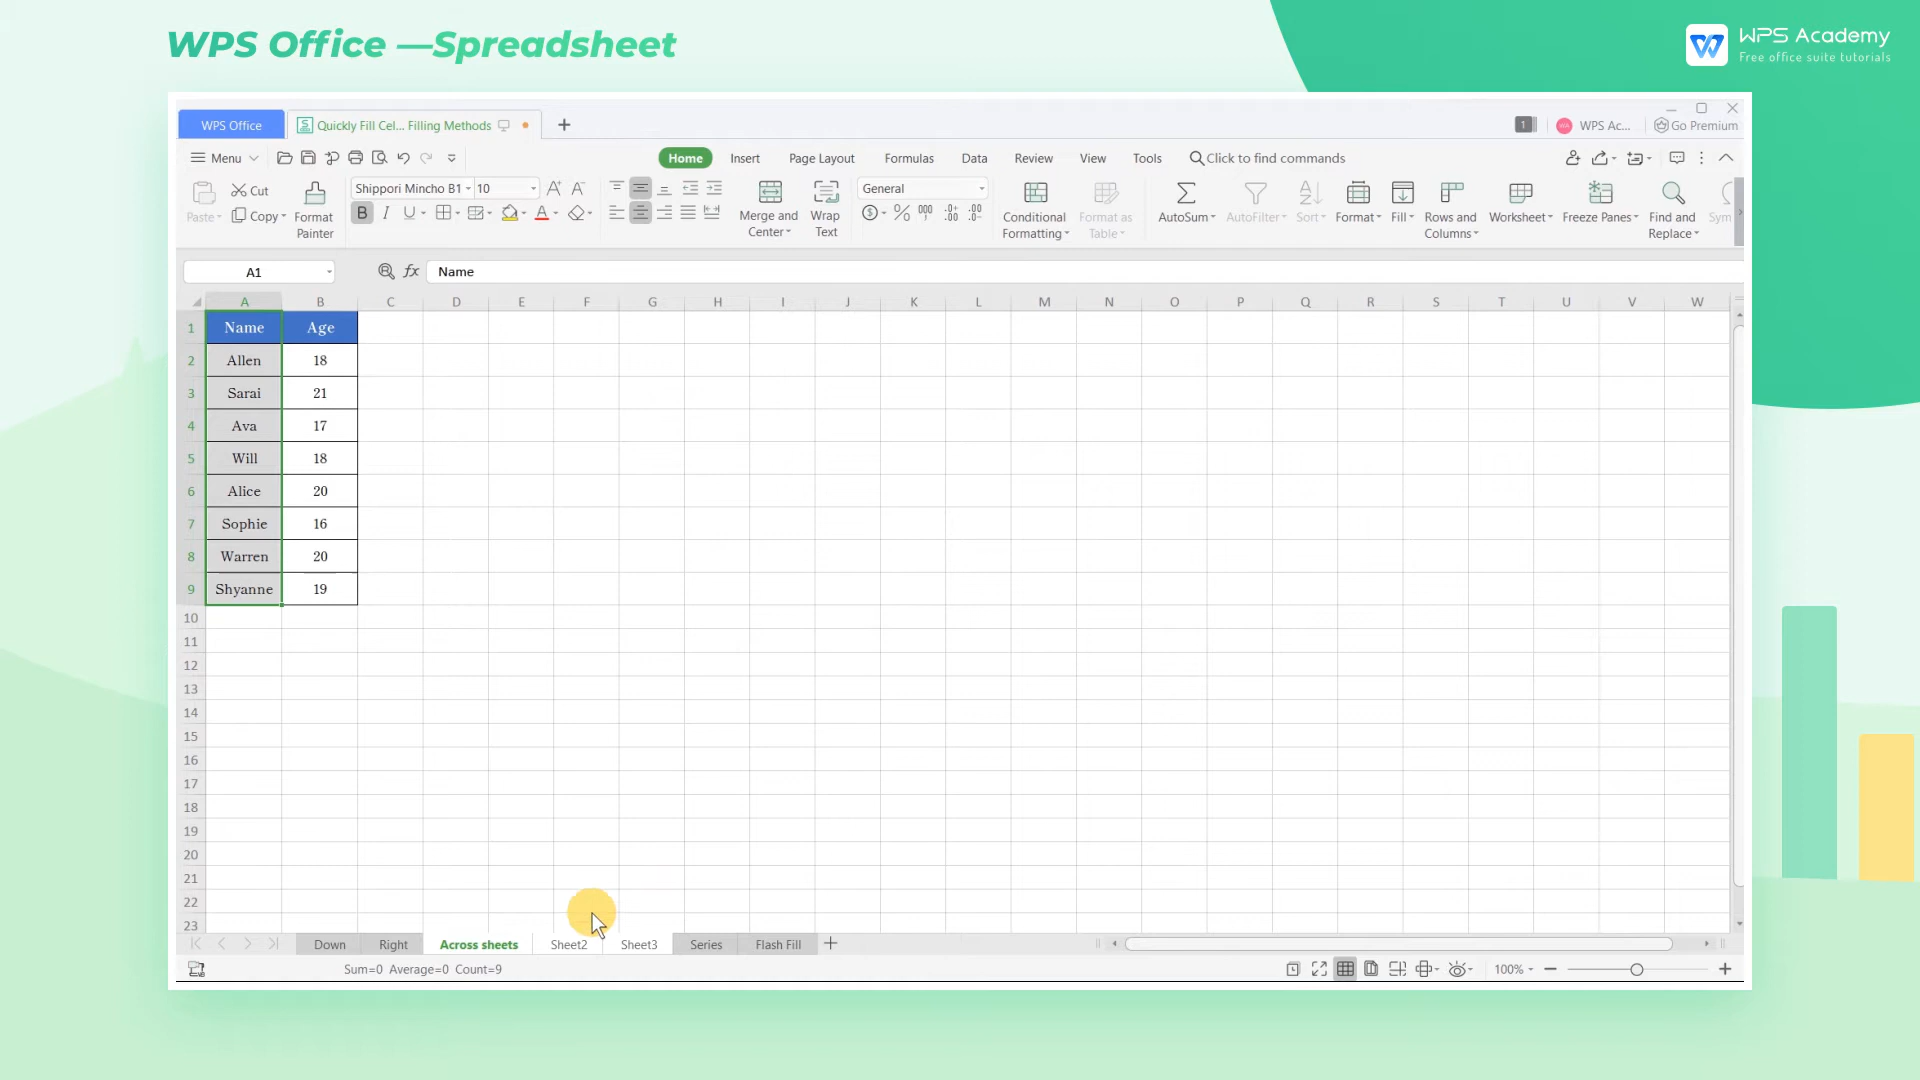 WPS Office —Spreadsheet
WPS Academy
Free office suite tutorials
WPS Office
Quickly Fill Cel... Filling Methods
1
WPS Ac...
Go Premium
Menu
Home
Insert
Page Layout
Formulas
Data
Review
View
Tools
Click to find commands
Paste
Cut
Copy
Format Painter
Shippori Mincho B1
10
Merge and Center
Wrap Text
General
Conditional Formatting
Format as Table
AutoSum
AutoFilter
Sort
Format
Fill
Rows and Columns
Worksheet
Freeze Panes
Find and Replace
Sym
A1
fx
Name
A B C D E F G H I J K L M N O P Q R S T U V W
1 Name Age
2 Allen 18
3 Sarai 21
4 Ava 17
5 Will 18
6 Alice 20
7 Sophie 16
8 Warren 20
9 Shyanne 19
10
11
12
13
14
15
16
17
18
19
20
21
22
23
Down
Right
Across sheets
Sheet2
Sheet3
Series
Flash Fill
Sum=0 Average=0 Count=9
100%